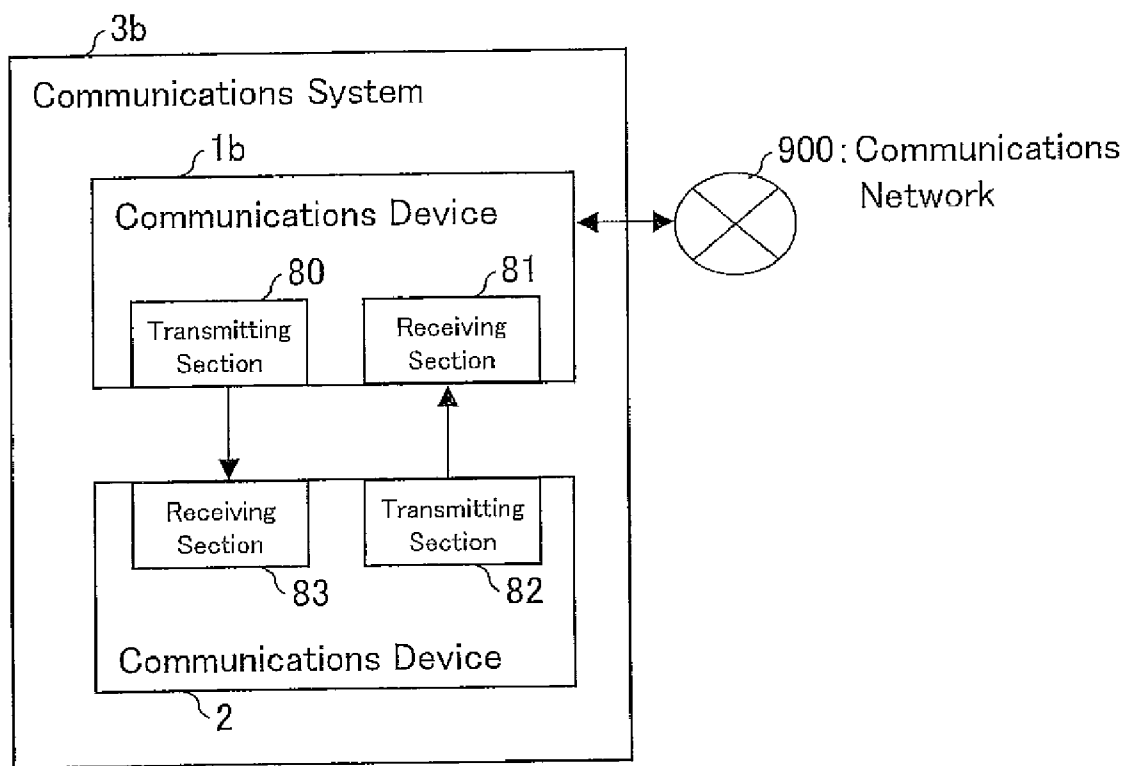 3b
Communications System
1b
900: Communications
Network
Communications Device
80
81
Transmitting
Section
Receiving
Section
Receiving
Section
Transmitting
Section
83
82
Communications Device
2